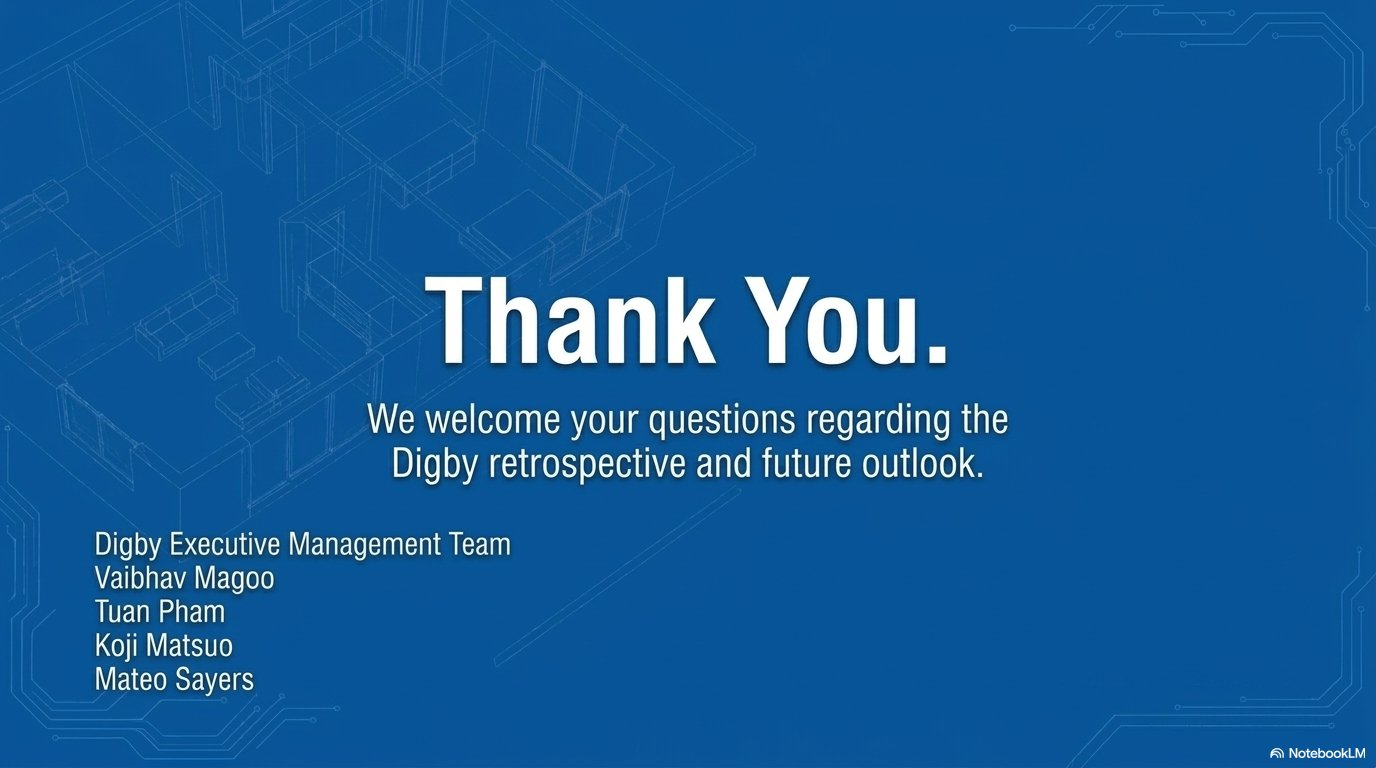 Thank You.
We welcome your questions regarding the
Digby retrospective and future outlook.
Digby Executive Management Team
Vaibhav Magoo
Tuan Pham
Koji Matsuo
Mateo Sayers
NotebookLM